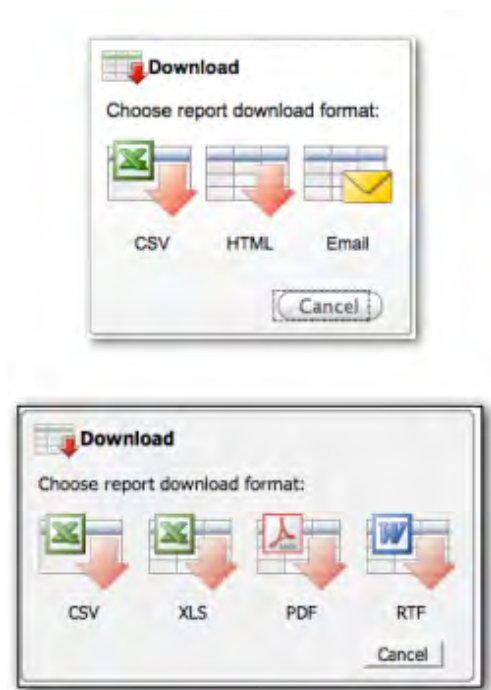 Download
Choose report download format:
CSV HTML Email
Cancel
Download
Choose report download format:
CSV XLS PDF RTF
Cancel